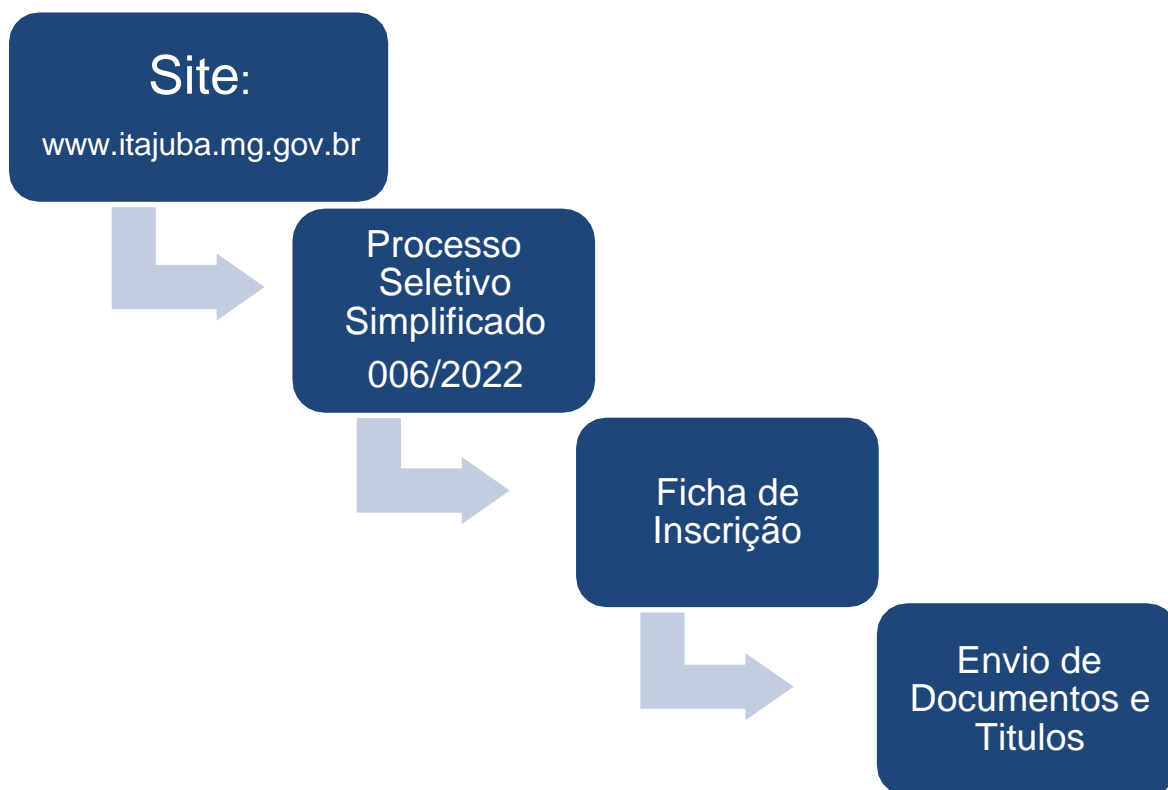 Site:
www.itajuba.mg.gov.br
Processo
Seletivo
Simplificado
006/2022
Ficha de
Inscrição
Envio de
Documentos e
Titulos